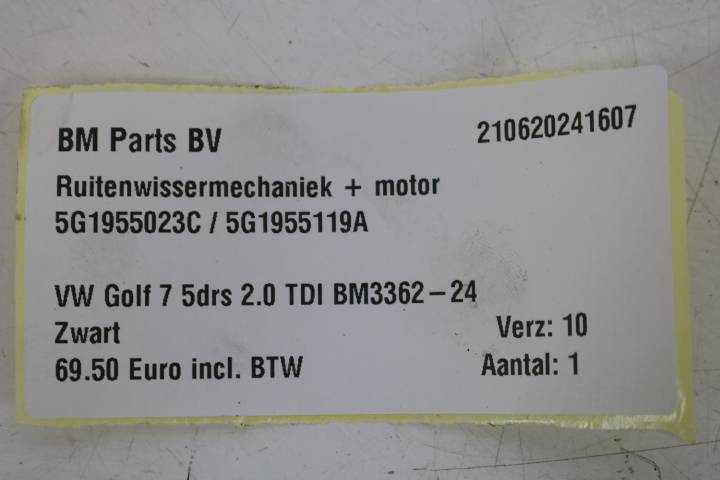 BM Parts BV 210620241607
Ruitenwissermechaniek + motor
5G1955023C / 5G1955119A
VW Golf 7 5drs 2.0 TDI BM3362-24
Zwart Verz: 10
69.50 Euro incl. BTW Aantal: 1